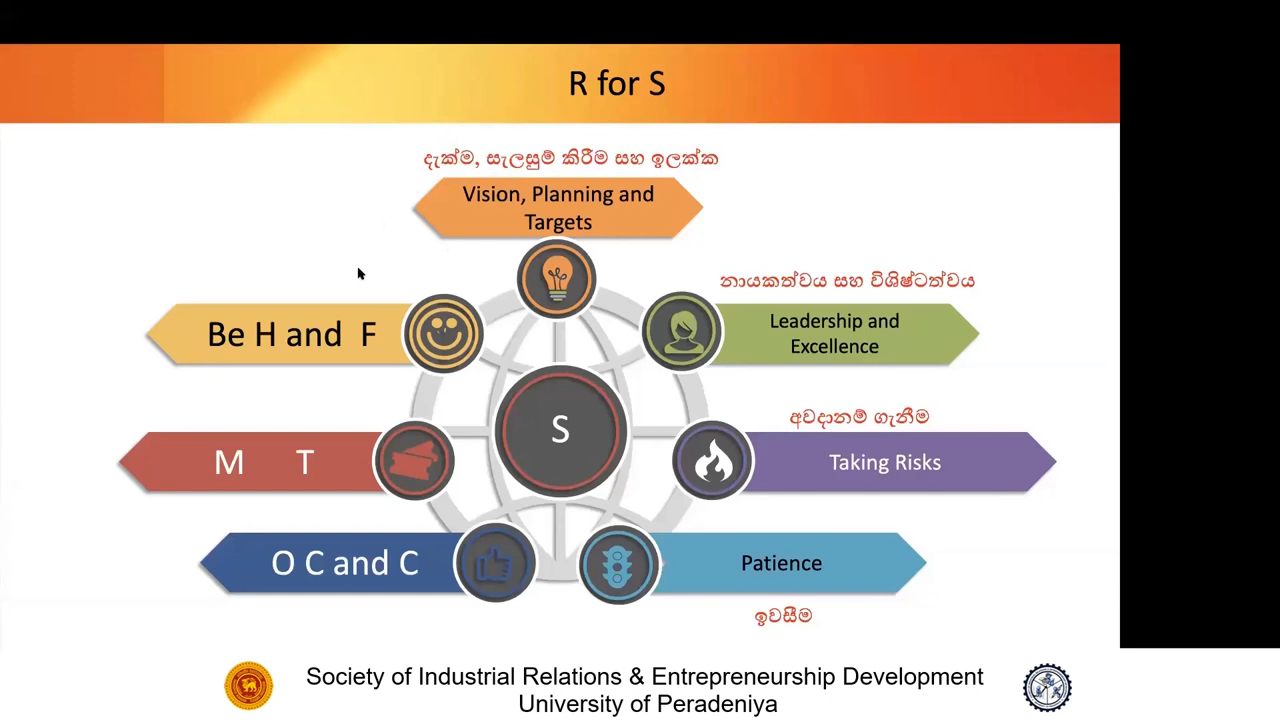 R for S
දැක්ම, සැලසුම් කිරීම සහ ඉලක්ක
Vision, Planning and
Targets
නායකත්වය සහ විශිෂ්ටත්වය
Be H and F
Leadership and
Excellence
S
අවදානම් ගැනීම
M T
Taking Risks
O C and C
Patience
ඉවසීම
Society of Industrial Relations & Entrepreneurship Development
University of Peradeniya